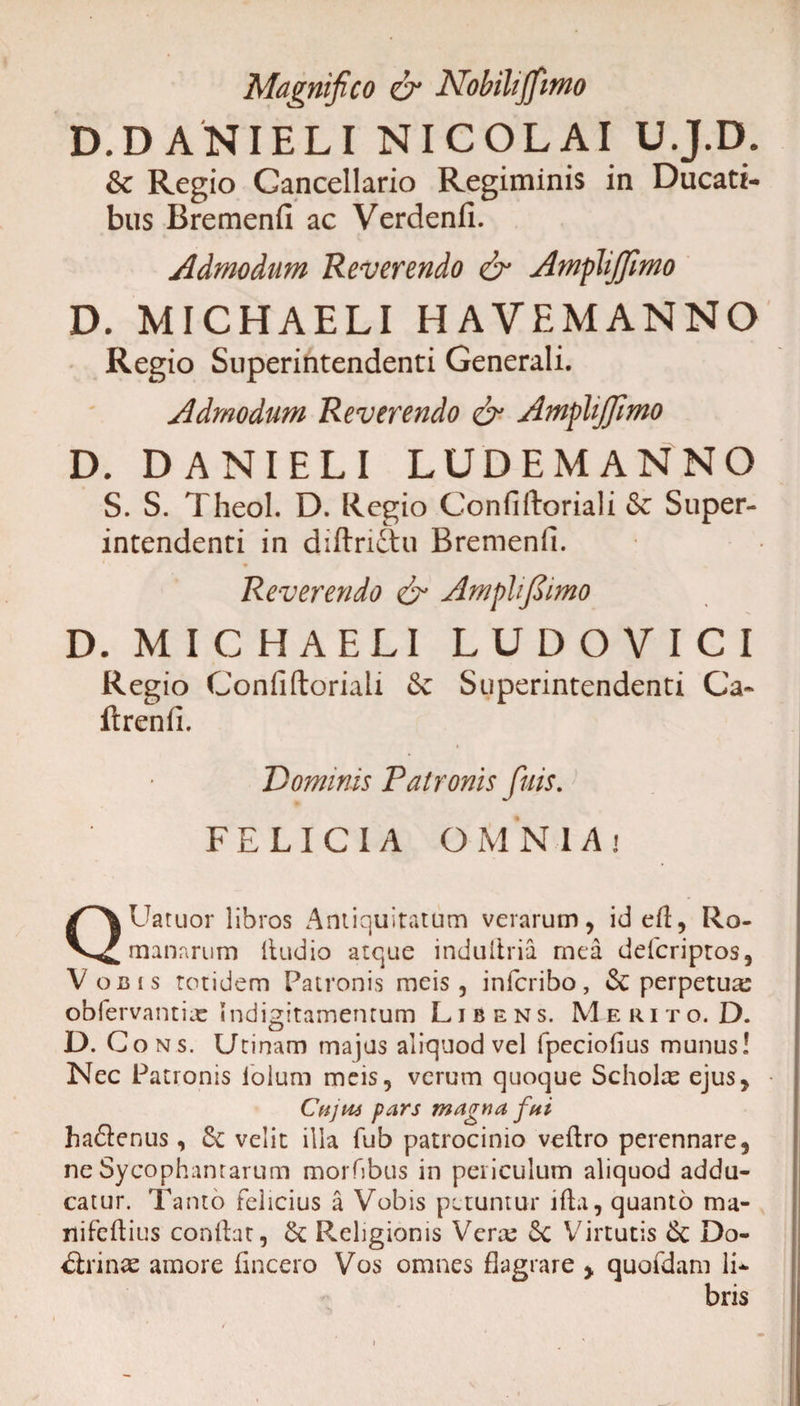 Magnifico & Nobiliſſimo
D.DANIELI NICOLAI U.J.D.
& Regio Cancellario Regiminis in Ducati-
bus Bremenſi ac Verdenſi.
Admodum Reverendo & Ampliſſimo
D. MICHAELI HAVEMANNO
Regio Superintendenti Generali.
Admodum Reverendo & Ampliſſimo
D. DANIELI LUDEMANNO
S. S. Theol. D. Regio Conſiſtoriali & Super-
intendenti in diſtrictu Bremenſi.
Reverendo & Ampliſſimo
D. MICHAELI LUDOVICI
Regio Conſiſtoriali & Superintendenti Ca-
ſtrenſi.
Dominis Patronis ſuis.
FELICIA OMNIA!
QUatuor libros Antiquitatum verarum, id eſt, Ro-
manarum ſtudio atque induſtriâ meâ deſcriptos,
VOBIS totidem Patronis meis, inſcribo, & perpetuæ
obſervantiæ indigitamentum LIBENS. MERITO. D.
D. CONS. Utinam majus aliquod vel ſpecioſius munus!
Nec Patronis ſolum meis, verum quoque Scholæ ejus,
Cujus pars magna fui
hactenus, & velit illa ſub patrocinio veſtro perennare,
ne Sycophantarum morſibus in periculum aliquod addu-
catur. Tantò felicius â Vobis petuntur iſta, quantò ma-
nifeſtius conſtat, & Religionis Veræ & Virtutis & Do-
ctrinæ amore ſincero Vos omnes flagrare, quoſdam li-
bris